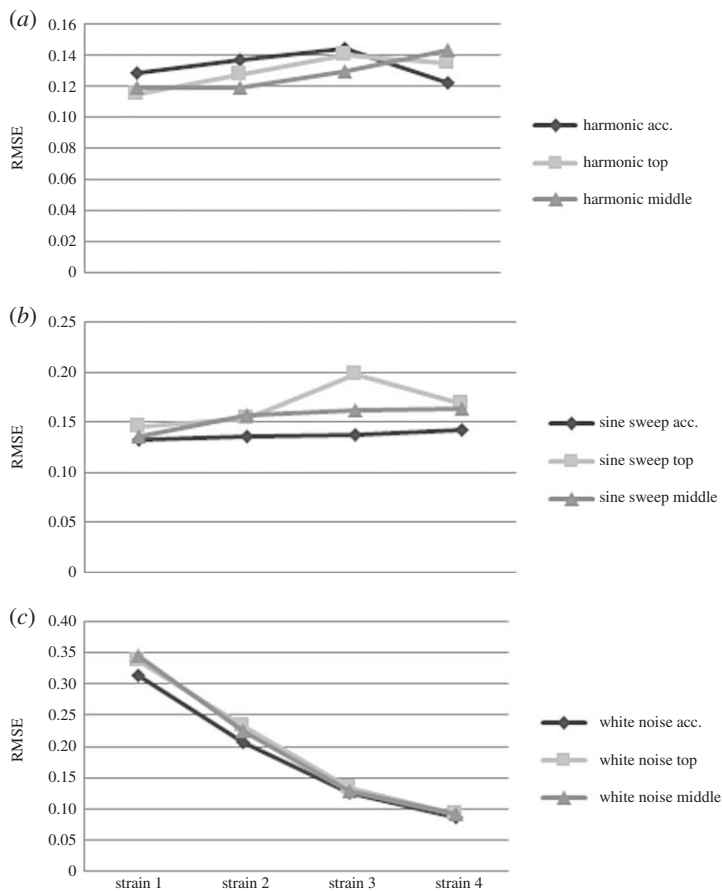 (a)
0.16
0.14
0.12
0.10
0.08
0.06
0.04
0.02
0
RMSE
harmonic acc.
harmonic top
harmonic middle
(b)
0.25
0.20
0.15
0.10
0.05
0
RMSE
sine sweep acc.
sine sweep top
sine sweep middle
(c)
0.40
0.35
0.30
0.25
0.20
0.15
0.10
0.05
0
RMSE
white noise acc.
white noise top
white noise middle
strain 1 strain 2 strain 3 strain 4